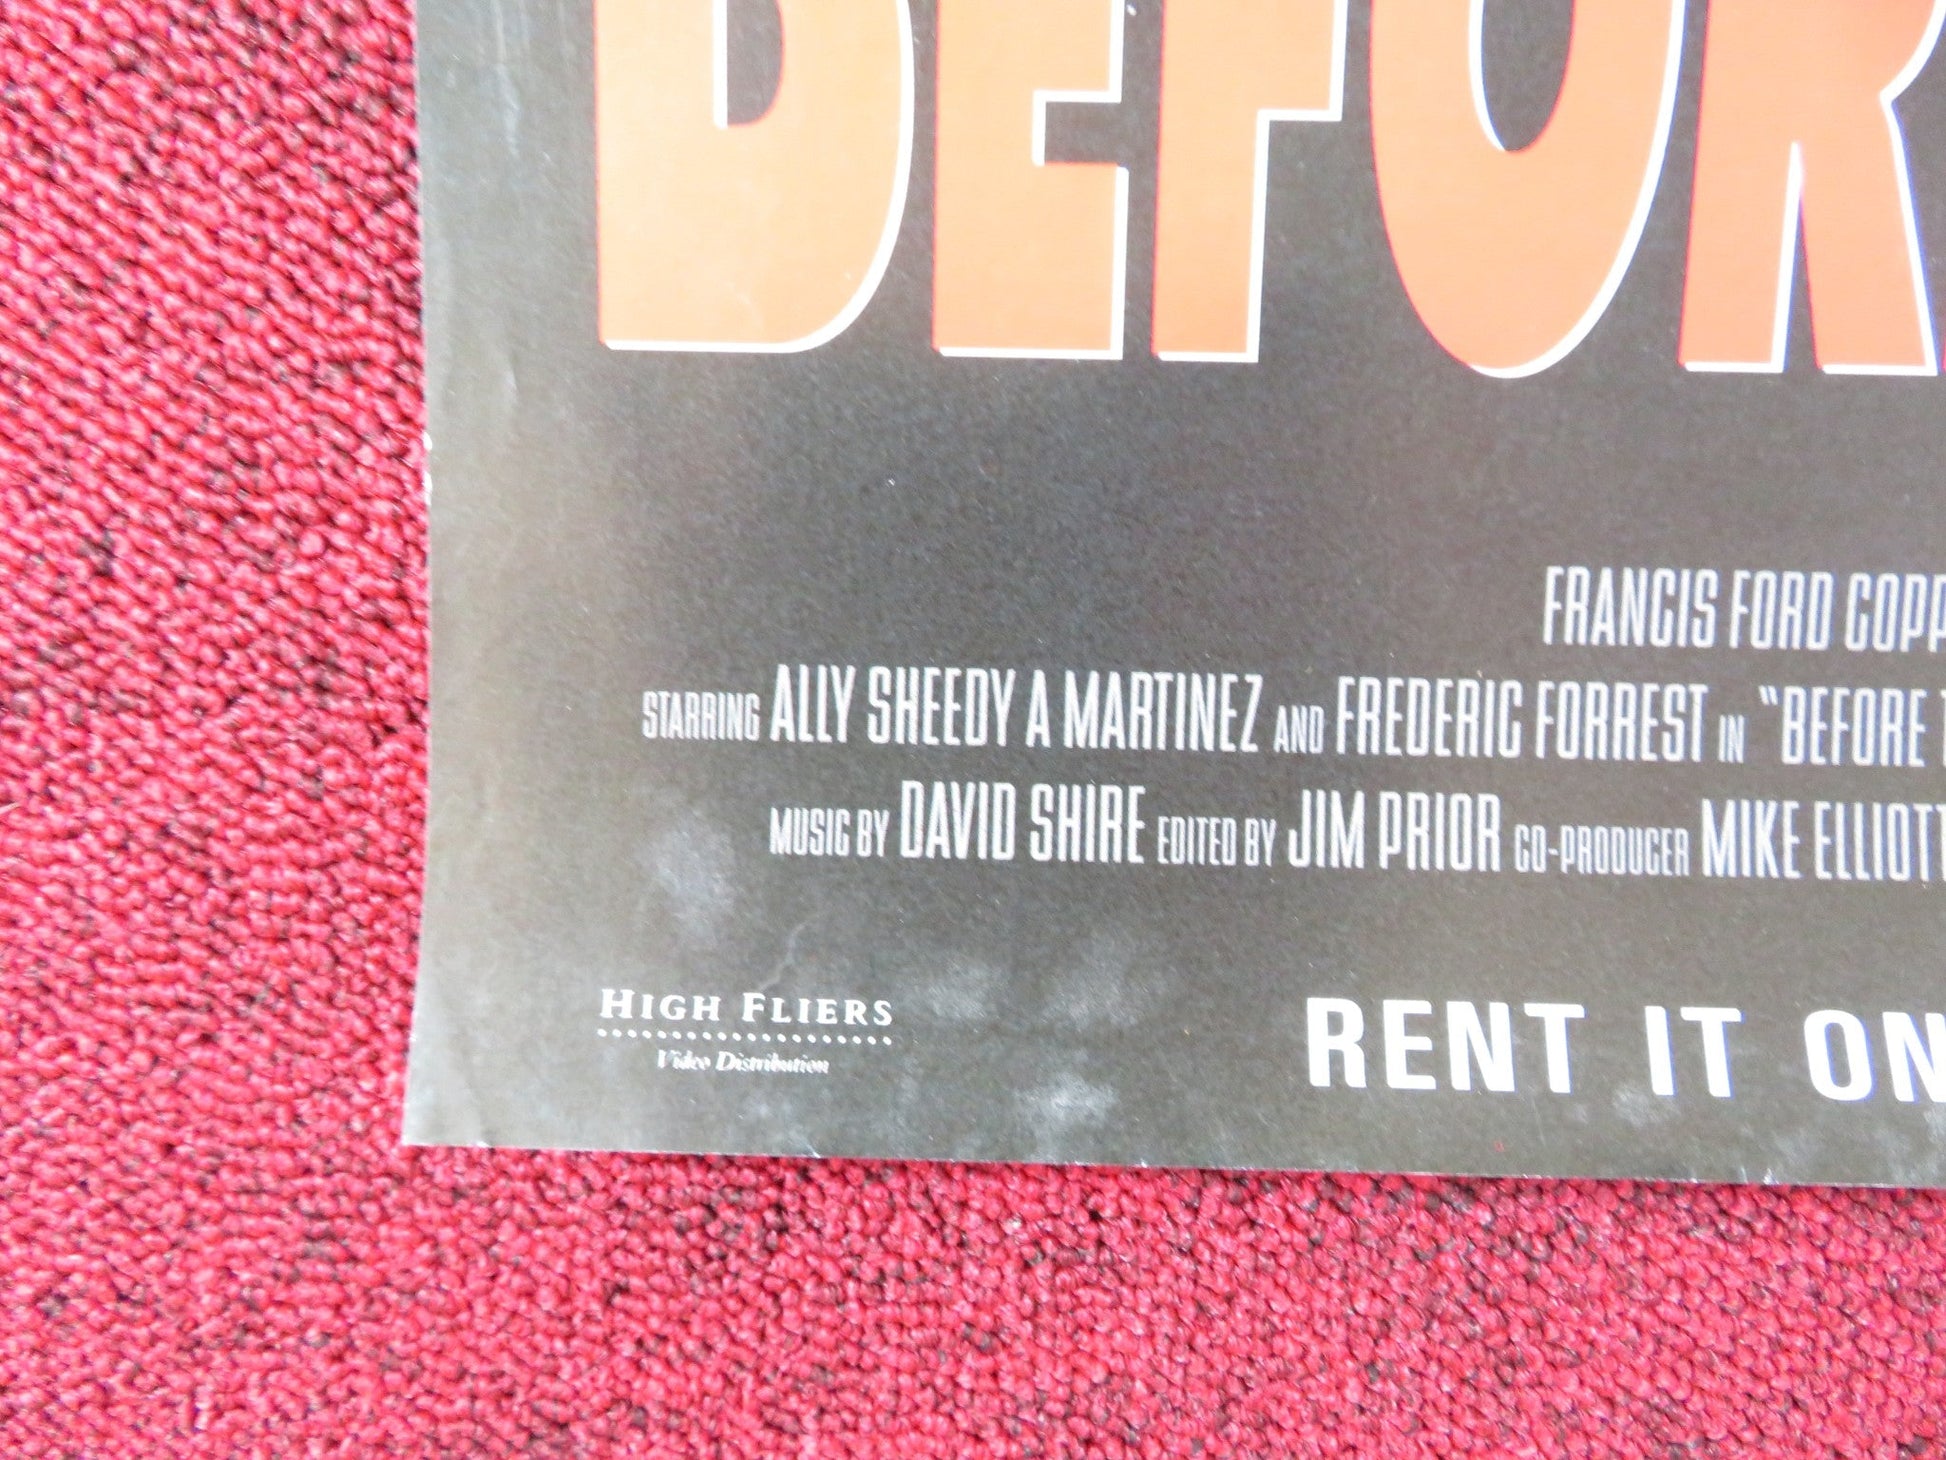 BEFOR
FRANCIS FORD COPP
STARRING ALLY SHEEDY A MARTINEZ AND FREDERIC FORREST IN "BEFORE T
MUSIC BY DAVID SHIRE EDITED BY JIM PRIOR CO-PRODUCER MIKE ELLIOTT
HIGH FLIERS
Video Distribution
RENT IT ON